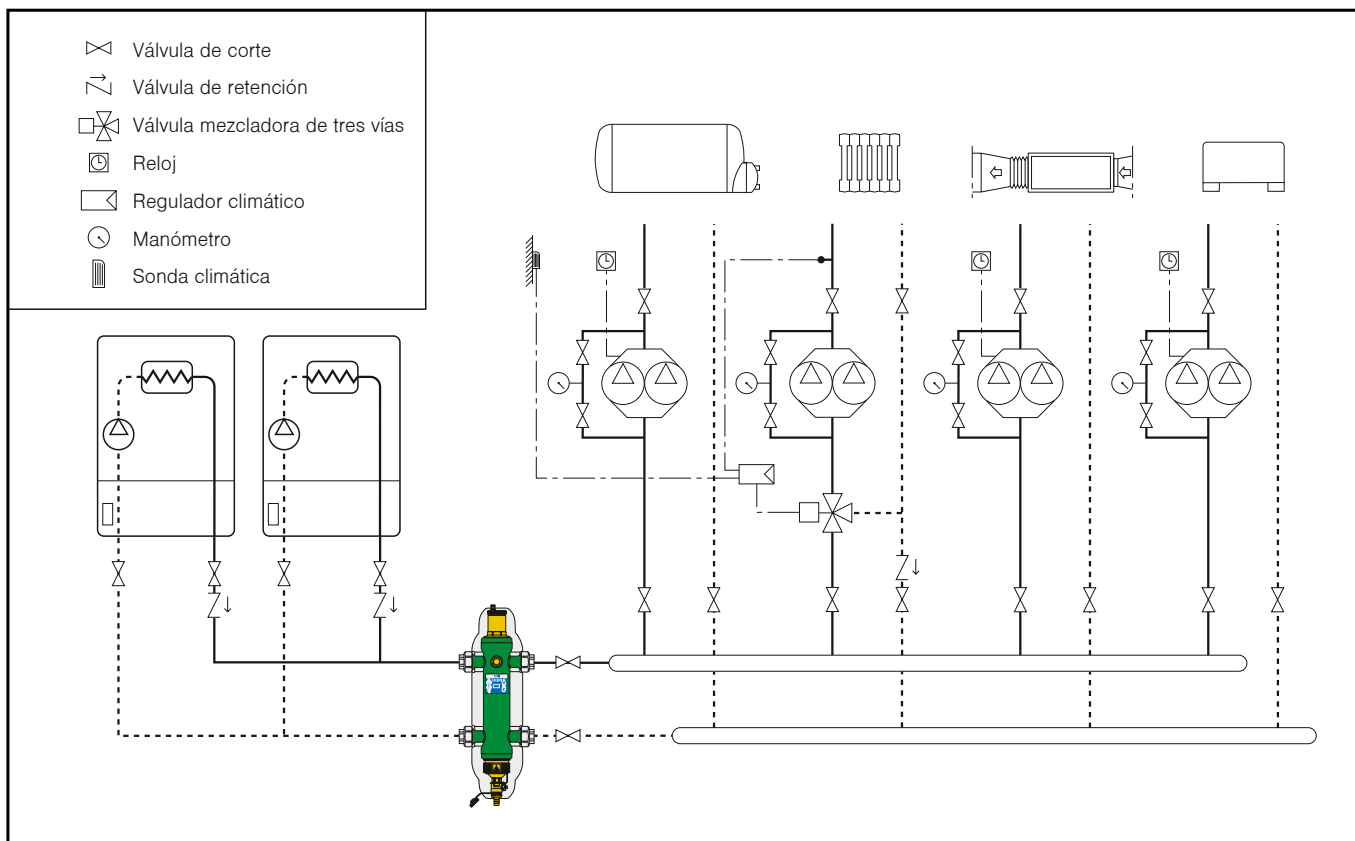 Válvula de corte
Válvula de retención
Válvula mezcladora de tres vías
Reloj
Regulador climático
Manómetro
Sonda climática